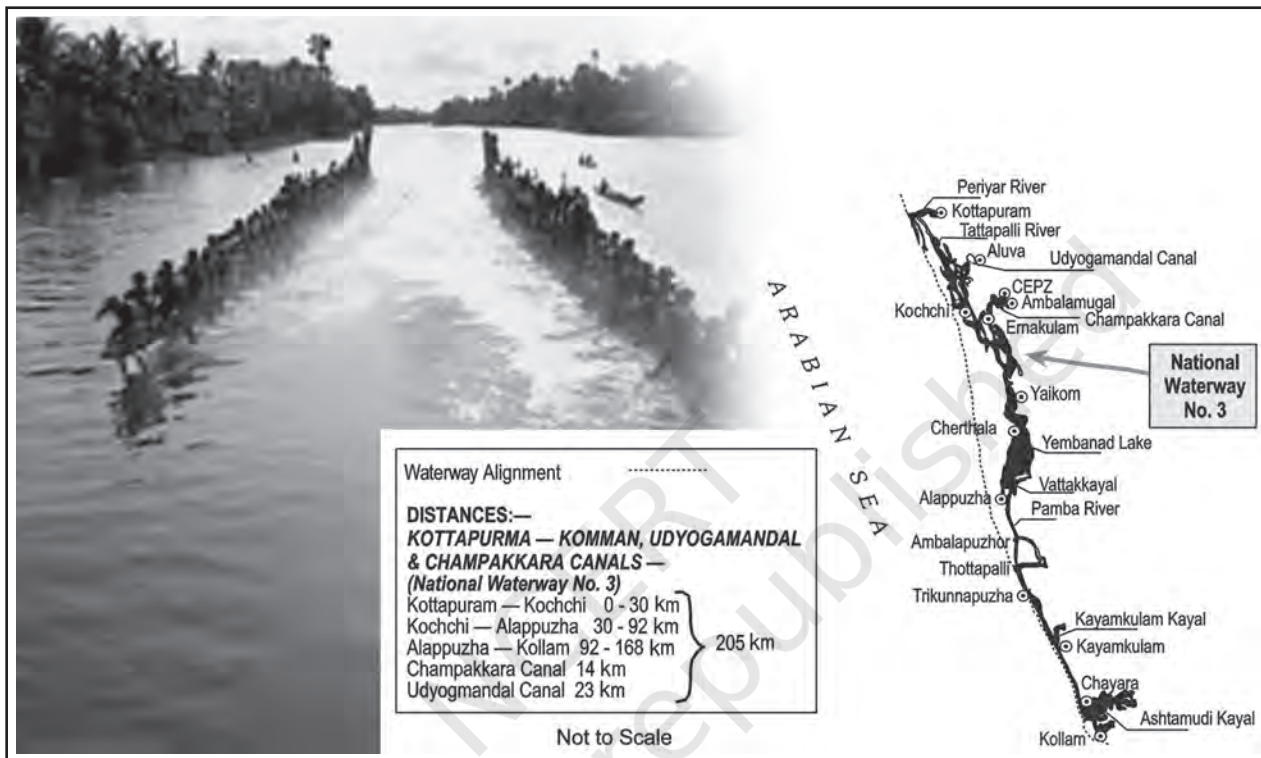 Periyar River
Kottapuram
Tattapalli River
Aluva
Udyogamandal Canal
CEPZ
Ambalamugal
Kochchi
Champakkara Canal
Ernakulam
ARABIAN SEA
National
Waterway
No. 3
Yaikom
Cherthala
Yembanad Lake
Vattakkayal
Alappuzha
Pamba River
Ambalapuzhor
Thottapalli
Trikunnapuzha
Kayamkulam Kayal
Kayamkulam
Chayara
Ashtamudi Kayal
Kollam
Waterway Alignment
DISTANCES:—
KOTTAPURMA — KOMMAN, UDYOGAMANDAL
& CHAMPAKKARA CANALS —
(National Waterway No. 3)
Kottapuram — Kochchi 0 - 30 km
Kochchi — Alappuzha 30 - 92 km
Alappuzha — Kollam 92 - 168 km
Champakkara Canal 14 km
Udyogmandal Canal 23 km
205 km
Not to Scale
NCERT
republished